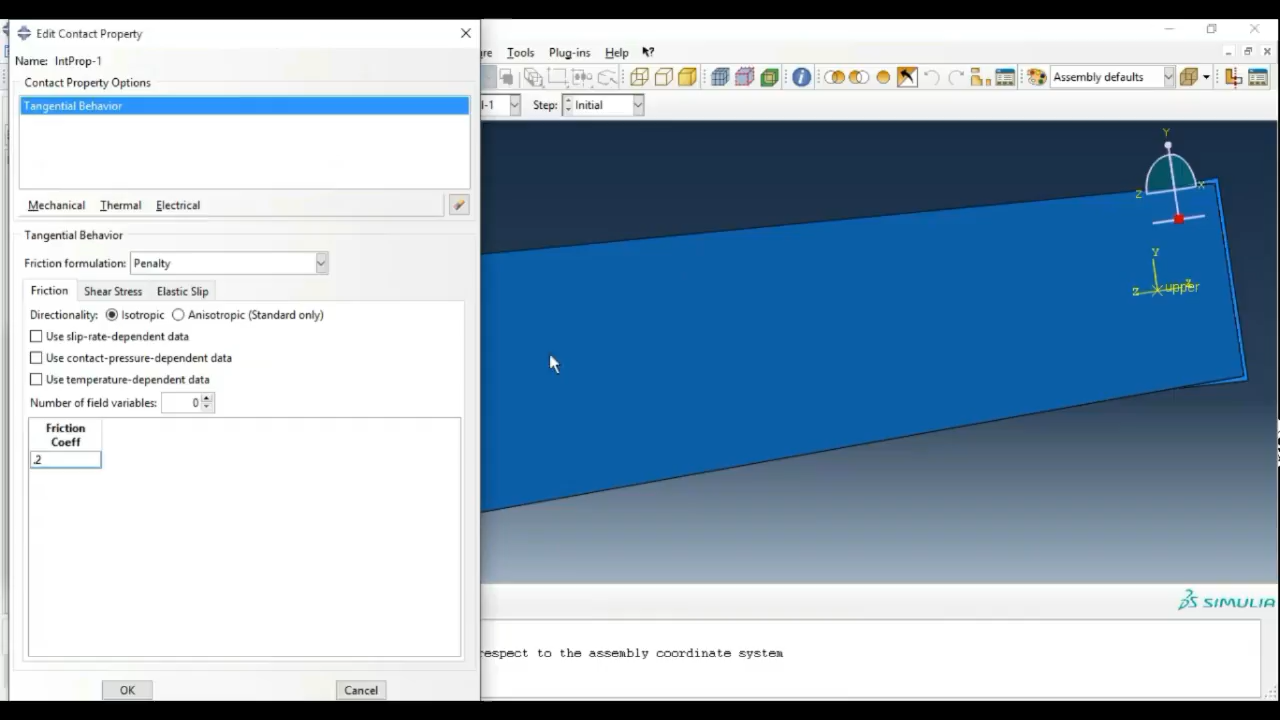 Edit Contact Property
Name: IntProp-1
Contact Property Options
Tangential Behavior
Mechanical Thermal Electrical
Tangential Behavior
Friction formulation: Penalty
Friction Shear Stress Elastic Slip
Directionality: Isotropic Anisotropic (Standard only)
Use slip-rate-dependent data
Use contact-pressure-dependent data
Use temperature-dependent data
Number of field variables: 0
Friction
Coeff
.2
OK Cancel
Tools Plug-ins Help
Assembly defaults
Step: Initial
Y
Z X
Y
Z upper
SIMULIA
respect to the assembly coordinate system